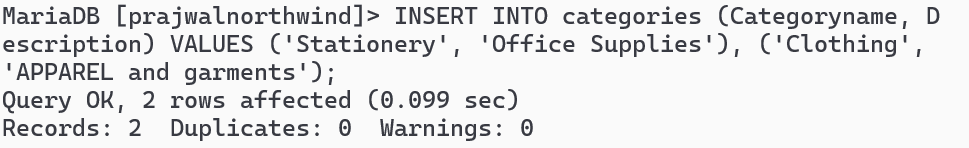 MariaDB [prajwalnorthwind]> INSERT INTO categories (Categoryname, D
escription) VALUES ('Stationery', 'Office Supplies'), ('Clothing',
'APPAREL and garments');
Query OK, 2 rows affected (0.099 sec)
Records: 2  Duplicates: 0  Warnings: 0